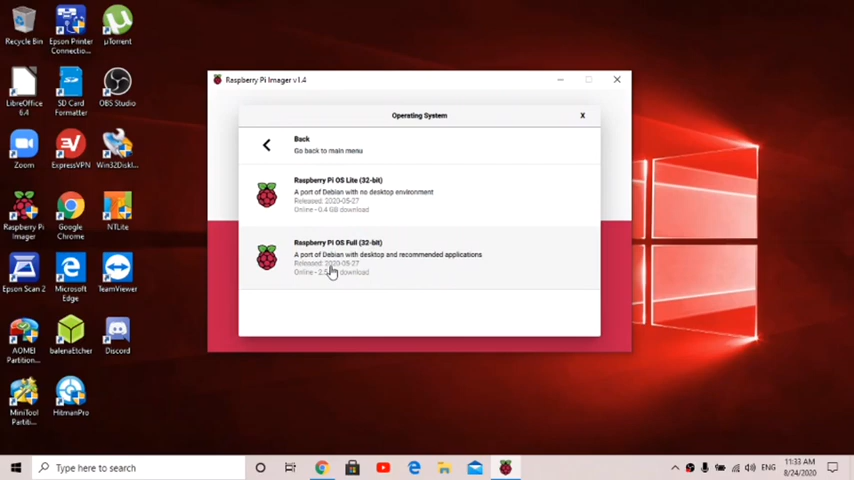 Recycle Bin
Epson Printer
Connectio...
µTorrent
LibreOffice
6.4
SD Card
Formatter
OBS Studio
Zoom
ExpressVPN
Win32Diskl...
Raspberry Pi
Imager
Google
Chrome
NTLite
Epson Scan 2
Microsoft
Edge
TeamViewer
AOMEI
Partition...
balenaEtcher
Discord
MiniTool
Partiti...
HitmanPro
Raspberry Pi Imager v1.4
Operating System
X
Back
Go back to main menu
Raspberry Pi OS Lite (32-bit)
A port of Debian with no desktop environment
Released: 2020-05-27
Online - 0.4 GB download
Raspberry Pi OS Full (32-bit)
A port of Debian with desktop and recommended applications
Released: 2020-05-27
Online - download
Type here to search
ENG
11:33 AM
8/24/2020